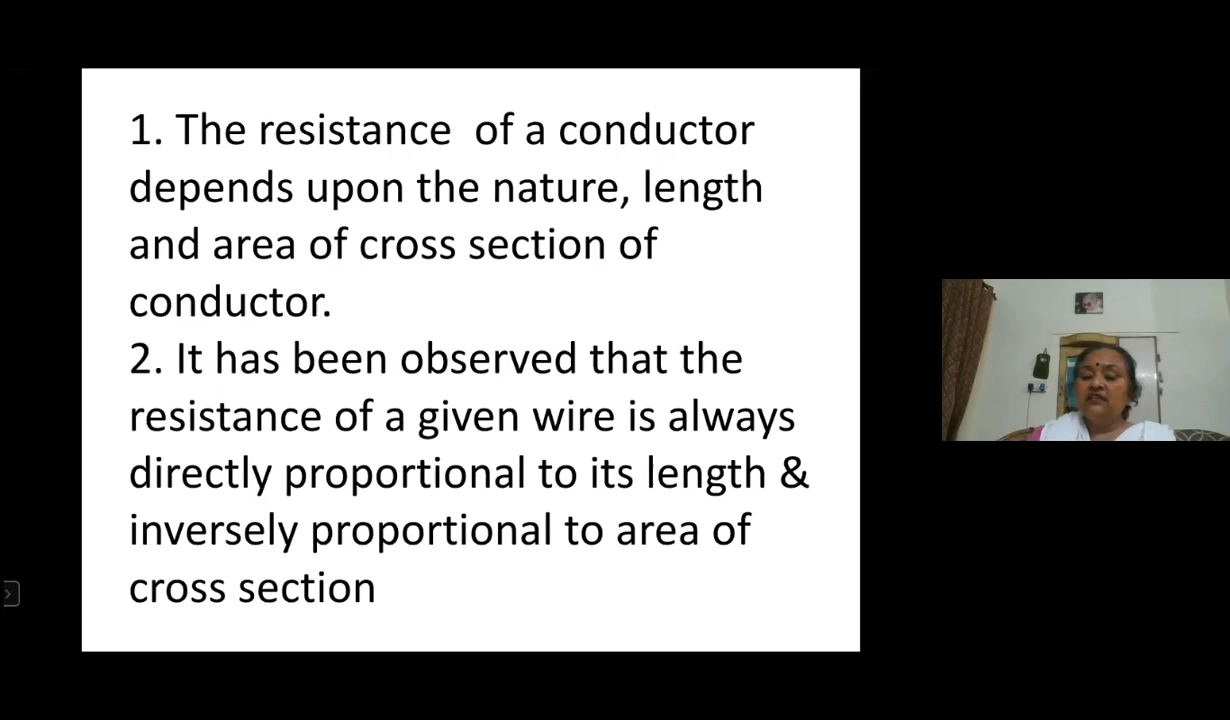 1. The resistance  of a conductor
depends upon the nature, length
and area of cross section of
conductor.
2. It has been observed that the
resistance of a given wire is always
directly proportional to its length &
inversely proportional to area of
cross section